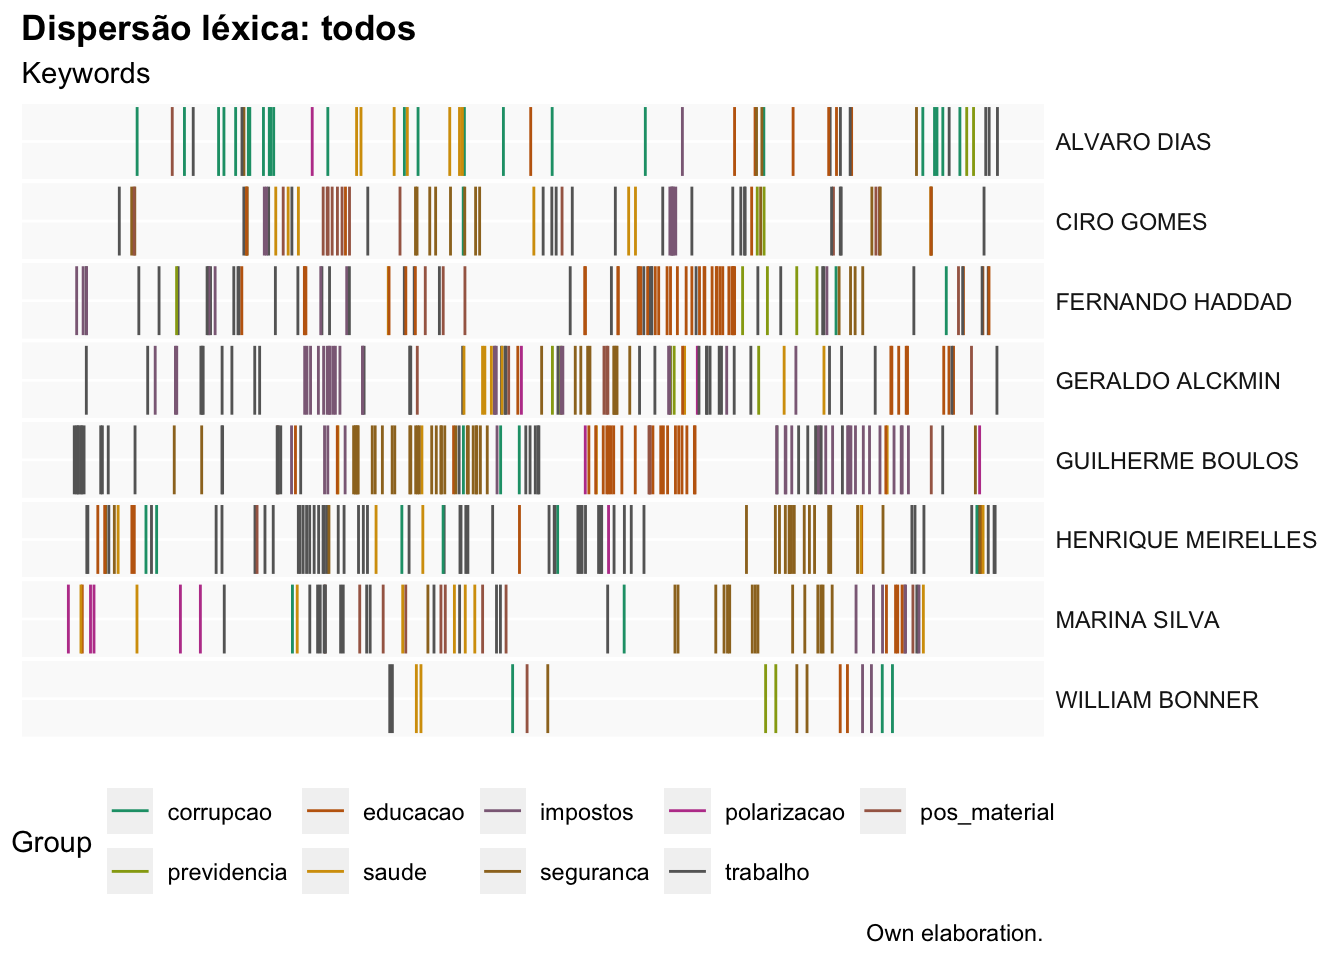 Dispersão léxica: todos
Keywords
ALVARO DIAS
CIRO GOMES
FERNANDO HADDAD
GERALDO ALCKMIN
GUILHERME BOULOS
HENRIQUE MEIRELLES
MARINA SILVA
WILLIAM BONNER
Group
corrupcao educacao impostos polarizacao pos_material
previdencia saude seguranca trabalho
Own elaboration.